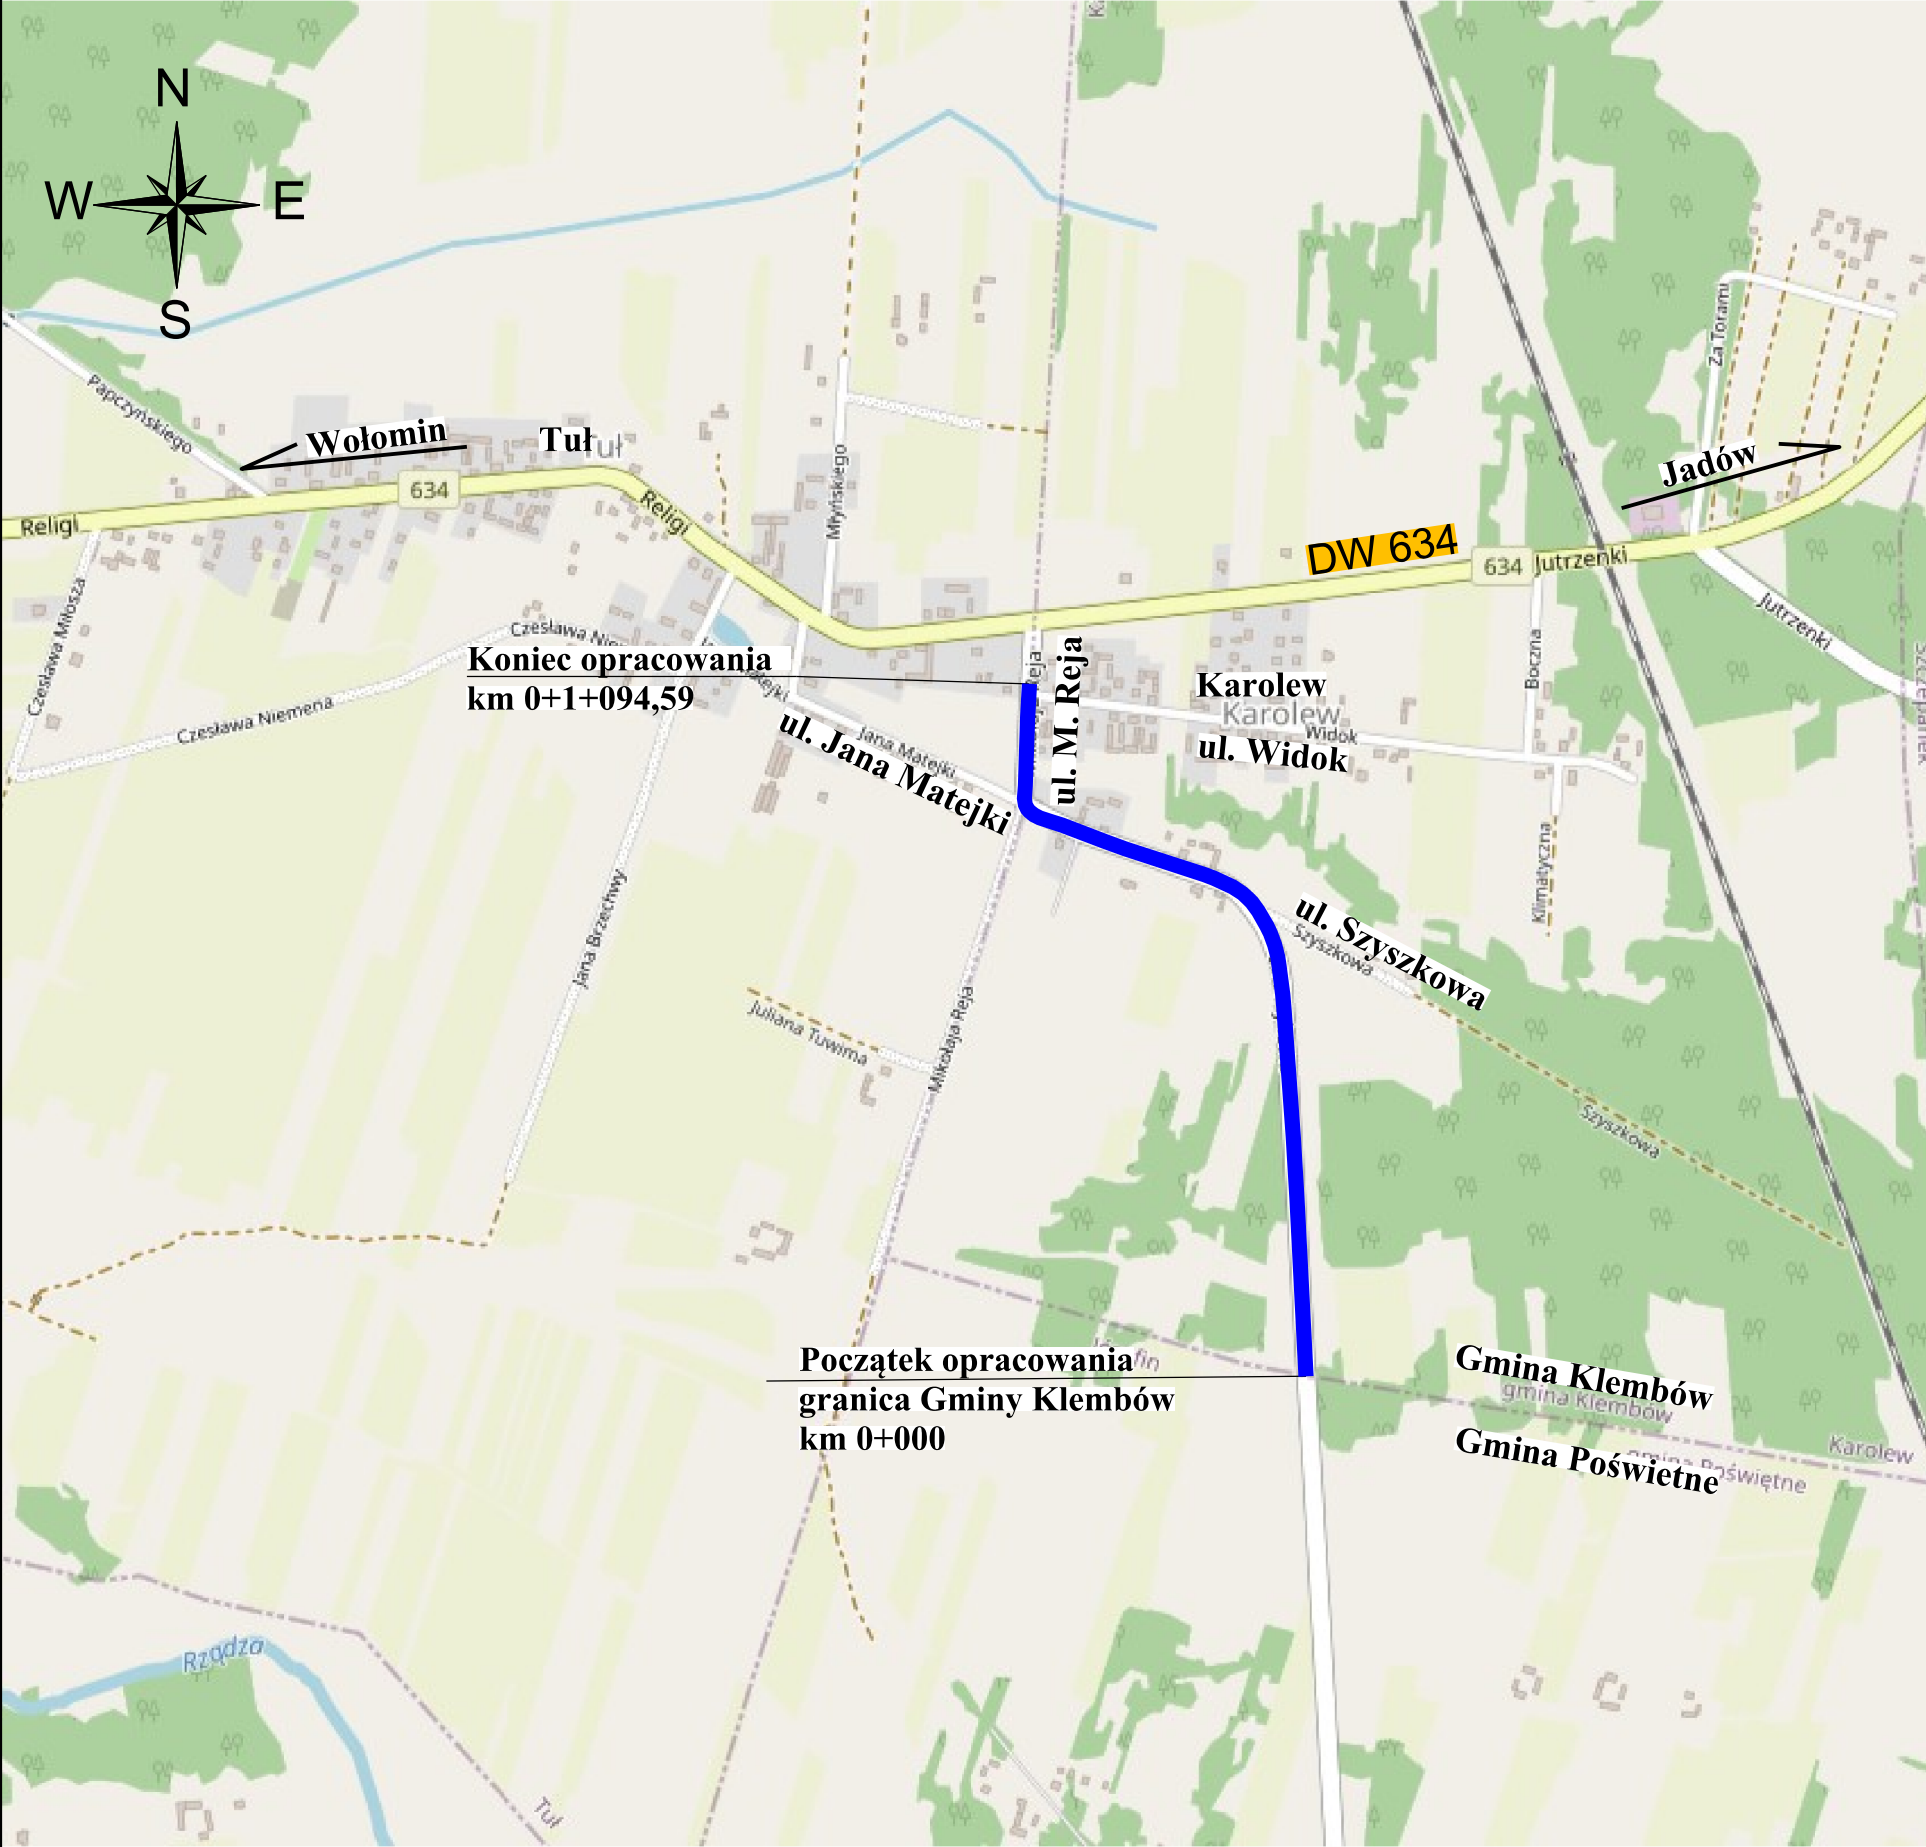 N
W E
S
Papczyńskiego
Wołomin
Tuł
634
Religi
Religi
Młyńskiego
Za Torami
Jadów
DW 634
634
Jutrzenki
Jutrzenki
Boczna
Czesława Miłosza
Czesława Niemena
Koniec opracowania
km 0+1+094,59
Jana Matejki
ul. Jana Matejki
Reja
ul. M. Reja
Karolew
Karolew
Widok
ul. Widok
Klimatyczna
Jana Brzechwy
ul. Szyszkowa
Szyszkowa
Juliana Tuwima
Mikołaja Reja
Szyszkowa
Początek opracowania
granica Gminy Klembów
km 0+000
Gmina Klembów
gmina Klembów
Gmina Poświetne
gmina Poświętne
Karolew
Rządza
Tuł